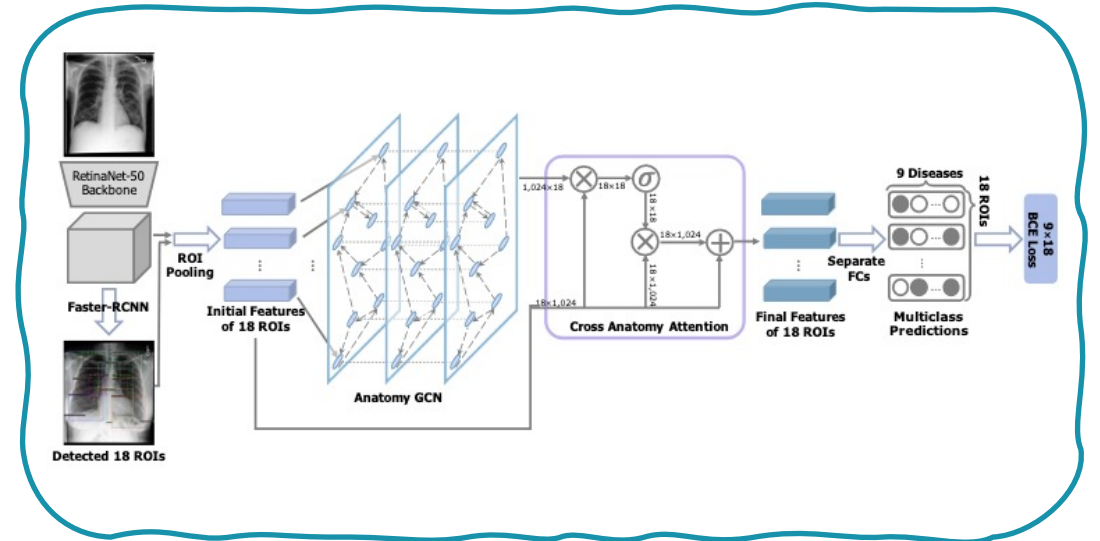 RetinaNet-50
Backbone
Faster-RCNN
Detected 18 ROIs
ROI
Pooling
...
...
Initial Features
of 18 ROIs
Anatomy GCN
1,024×18
18×18
σ
18×18
18×1,024
18×1,024
18×1,024
Cross Anatomy Attention
...
Final Features
of 18 ROIs
Separate
FCs
9 Diseases
...
...
...
...
18 ROIs
Multiclass
Predictions
9×18
BCE Loss